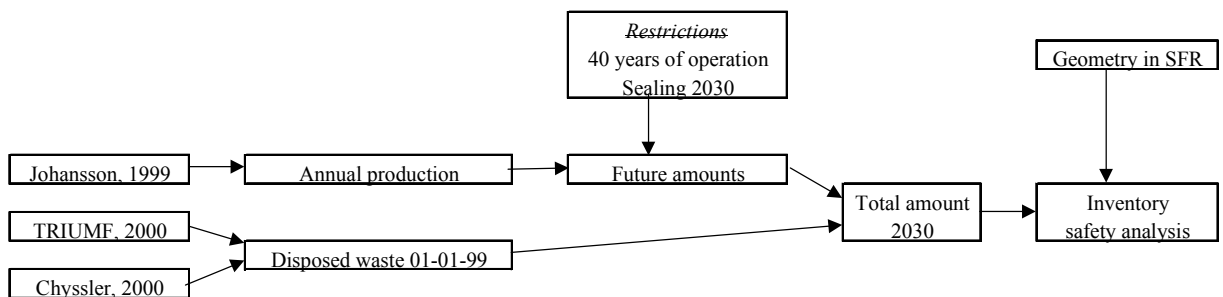 Restrictions
40 years of operation
Sealing 2030
Geometry in SFR
Johansson, 1999
Annual production
Future amounts
TRIUMF, 2000
Disposed waste 01-01-99
Chyssler, 2000
Total amount
2030
Inventory
safety analysis